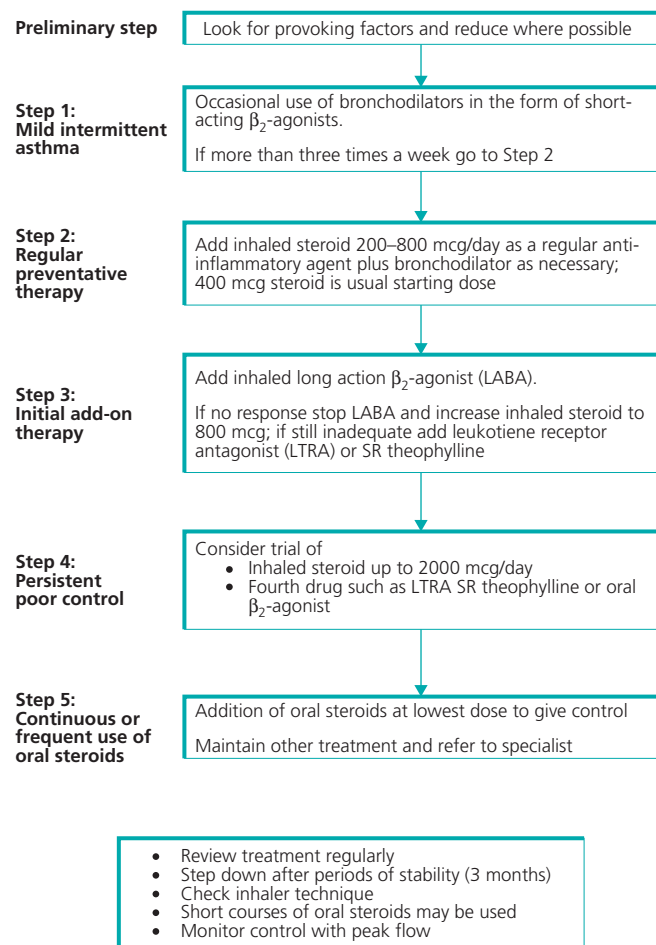 Preliminary step
Look for provoking factors and reduce where possible
Step 1:
Mild intermittent
asthma
Occasional use of bronchodilators in the form of short-
acting β₂-agonists.
If more than three times a week go to Step 2
Step 2:
Regular
preventative
therapy
Add inhaled steroid 200–800 mcg/day as a regular anti-
inflammatory agent plus bronchodilator as necessary;
400 mcg steroid is usual starting dose
Step 3:
Initial add-on
therapy
Add inhaled long action β₂-agonist (LABA).
If no response stop LABA and increase inhaled steroid to
800 mcg; if still inadequate add leukotiene receptor
antagonist (LTRA) or SR theophylline
Step 4:
Persistent
poor control
Consider trial of
• Inhaled steroid up to 2000 mcg/day
• Fourth drug such as LTRA SR theophylline or oral
β₂-agonist
Step 5:
Continuous or
frequent use of
oral steroids
Addition of oral steroids at lowest dose to give control
Maintain other treatment and refer to specialist
• Review treatment regularly
• Step down after periods of stability (3 months)
• Check inhaler technique
• Short courses of oral steroids may be used
• Monitor control with peak flow